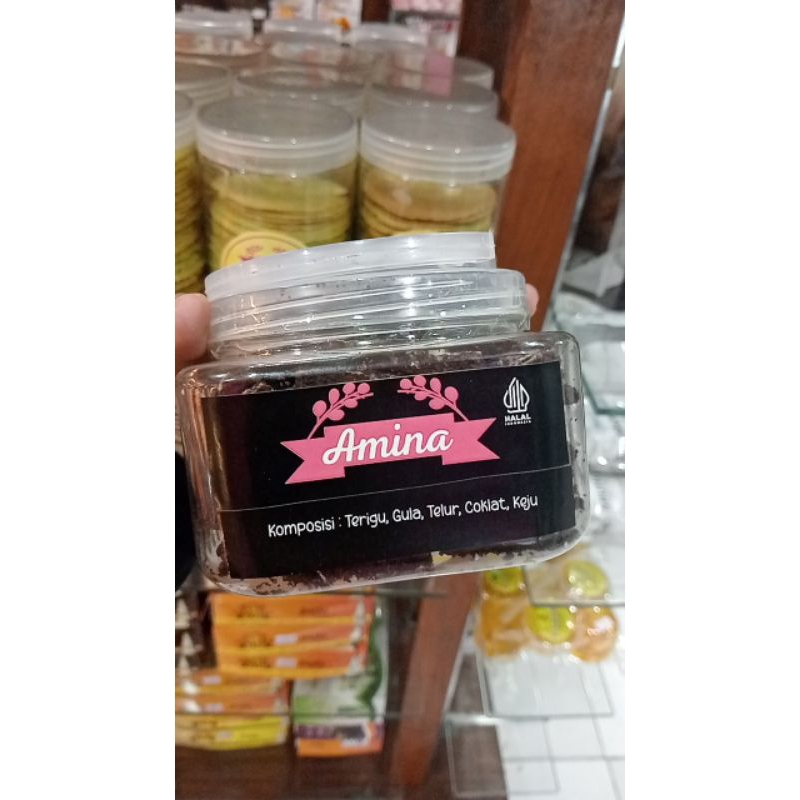 Amina
HALAL
INDONESIA
Komposisi : Terigu, Gula, Telur, Coklat, Keju